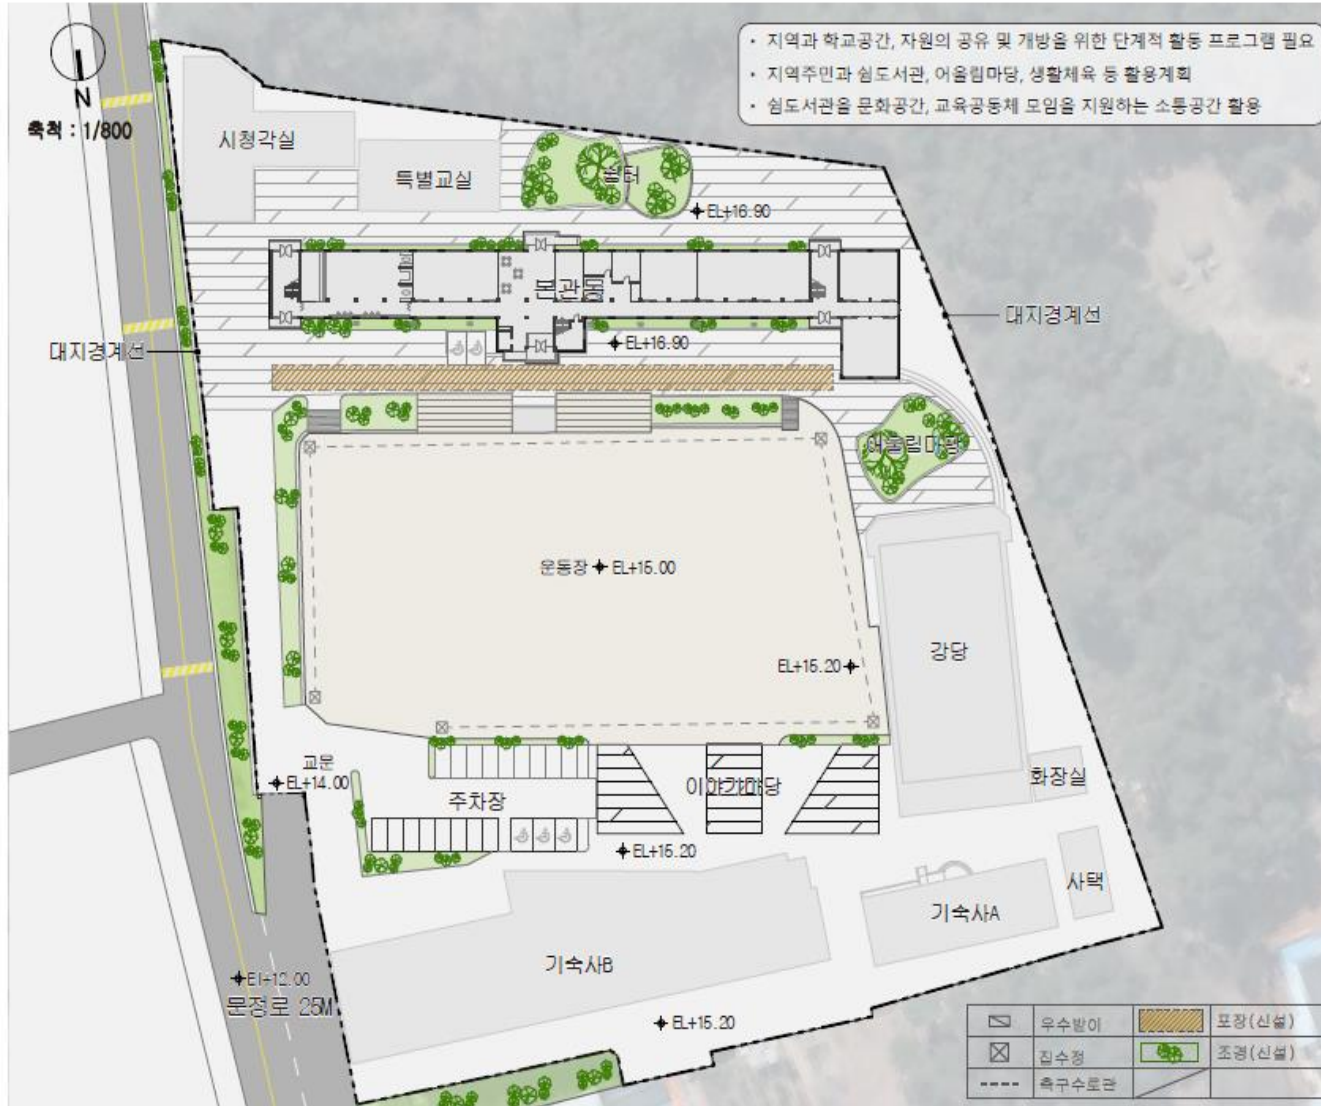 • 지역과 학교공간, 자원의 공유 및 개방을 위한 단계적 활동 프로그램 필요
• 지역주민과 쉼도서관, 어울림마당, 생활체육 등 활용계획
• 쉼도서관을 문화공간, 교육공동체 모임을 지원하는 소통공간 활용
N
축척 : 1/800
시청각실
특별교실
쉼터
EL+16.90
본관동
대지경계선
EL+16.90
대지경계선
어울림마당
운동장 EL+15.00
강당
EL+15.20
교문
EL+14.00
주차장
이야기마당
화장실
EL+15.20
사택
기숙사A
기숙사B
El+12.00
문정로 25M
EL+15.20
우수받이
포장(신설)
집수정
조경(신설)
측구수로관